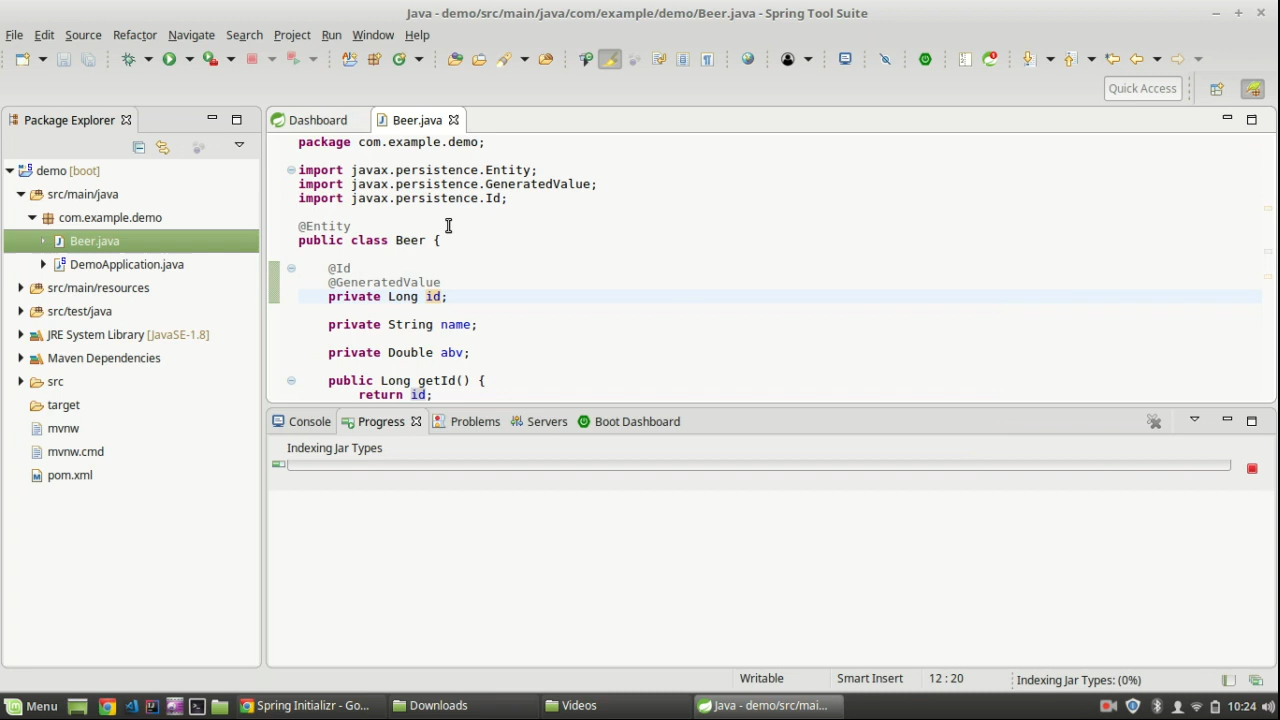 Java - demo/src/main/java/com/example/demo/Beer.java - Spring Tool Suite
File Edit Source Refactor Navigate Search Project Run Window Help
Quick Access
Package Explorer
Dashboard Beer.java
demo [boot]
src/main/java
com.example.demo
Beer.java
DemoApplication.java
src/main/resources
src/test/java
JRE System Library [JavaSE-1.8]
Maven Dependencies
src
target
mvnw
mvnw.cmd
pom.xml
package com.example.demo;
import javax.persistence.Entity;
import javax.persistence.GeneratedValue;
import javax.persistence.Id;
@Entity
public class Beer {
@Id
@GeneratedValue
private Long id;
private String name;
private Double abv;
public Long getId() {
return id;
Console Progress Problems Servers Boot Dashboard
Indexing Jar Types
Writable Smart Insert 12 : 20 Indexing Jar Types: (0%)
Menu Spring Initializr - Go... Downloads Videos Java - demo/src/mai... 10:24